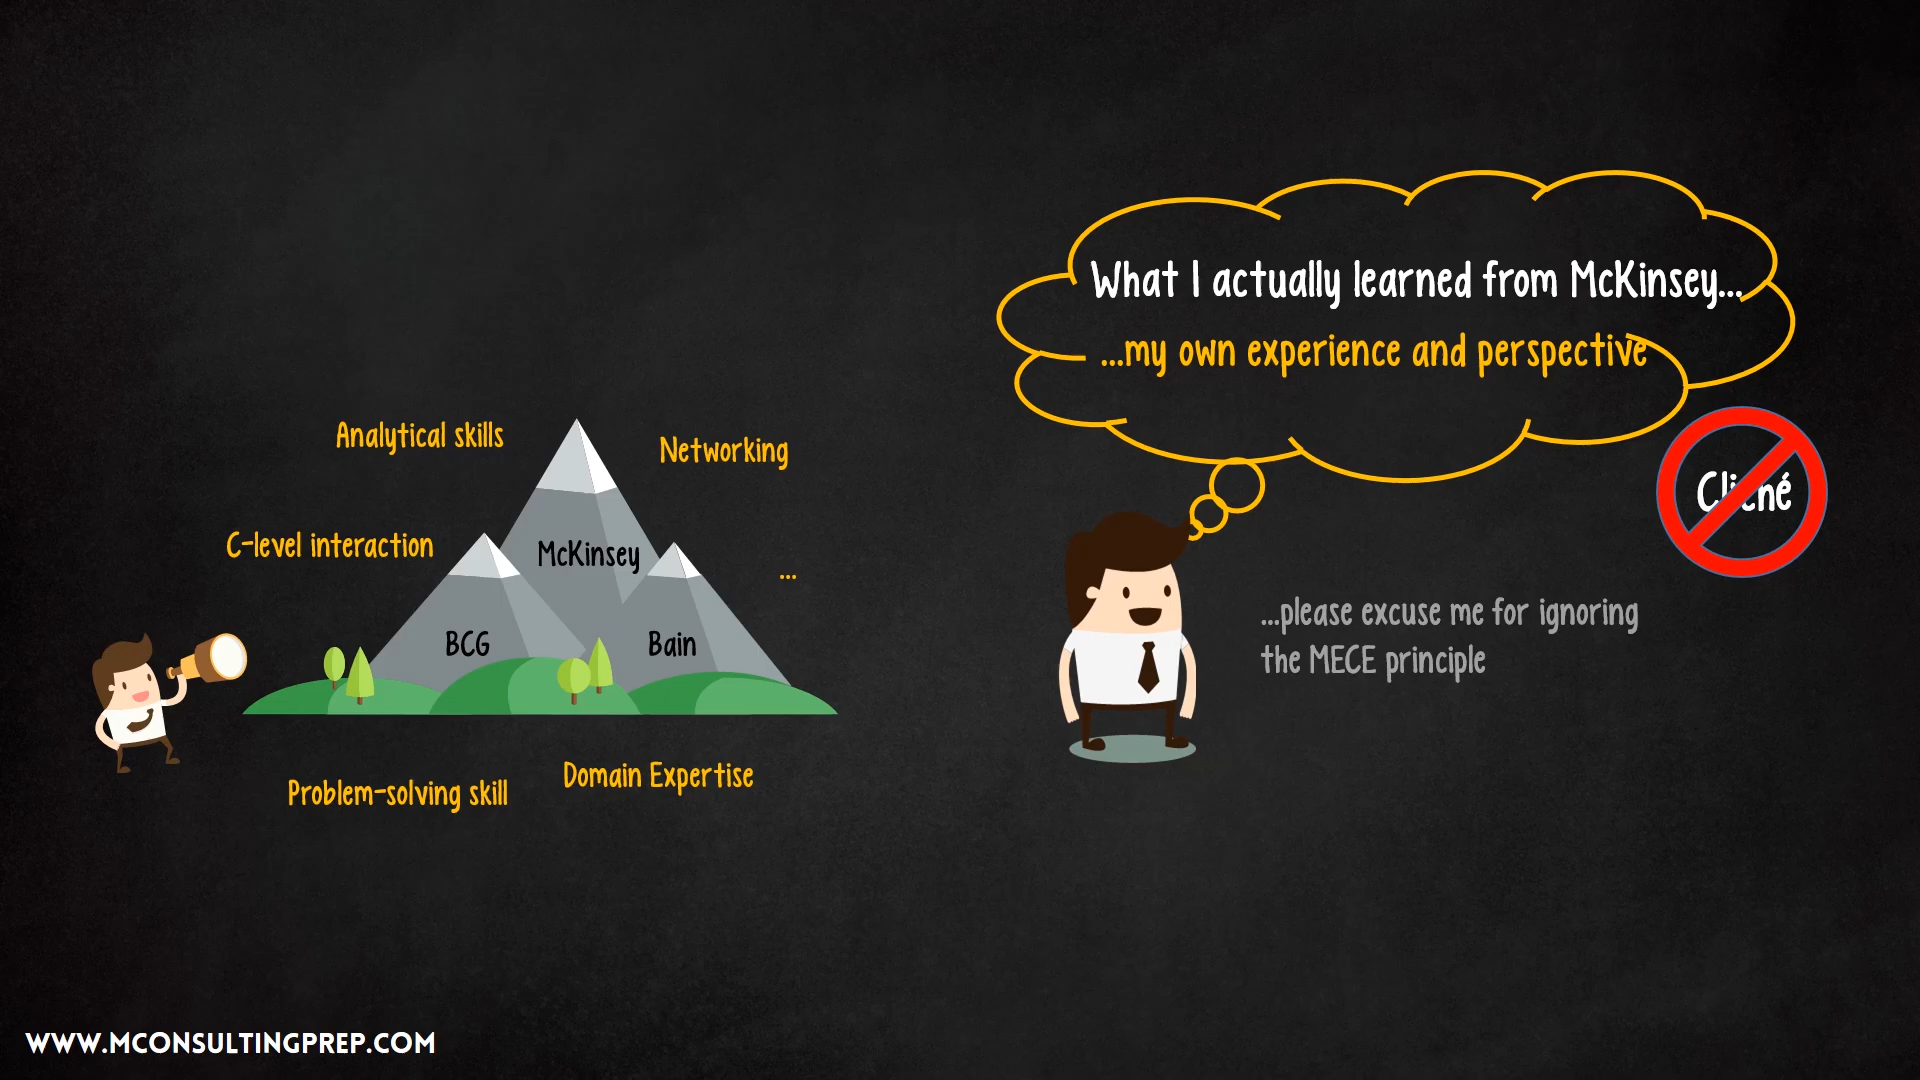 What I actually learned from McKinsey...
...my own experience and perspective
Analytical skills
Networking
C-level interaction
McKinsey
...
BCG
Bain
Problem-solving skill
Domain Expertise
Cliché
...please excuse me for ignoring
the MECE principle
WWW.MCONSULTINGPREP.COM